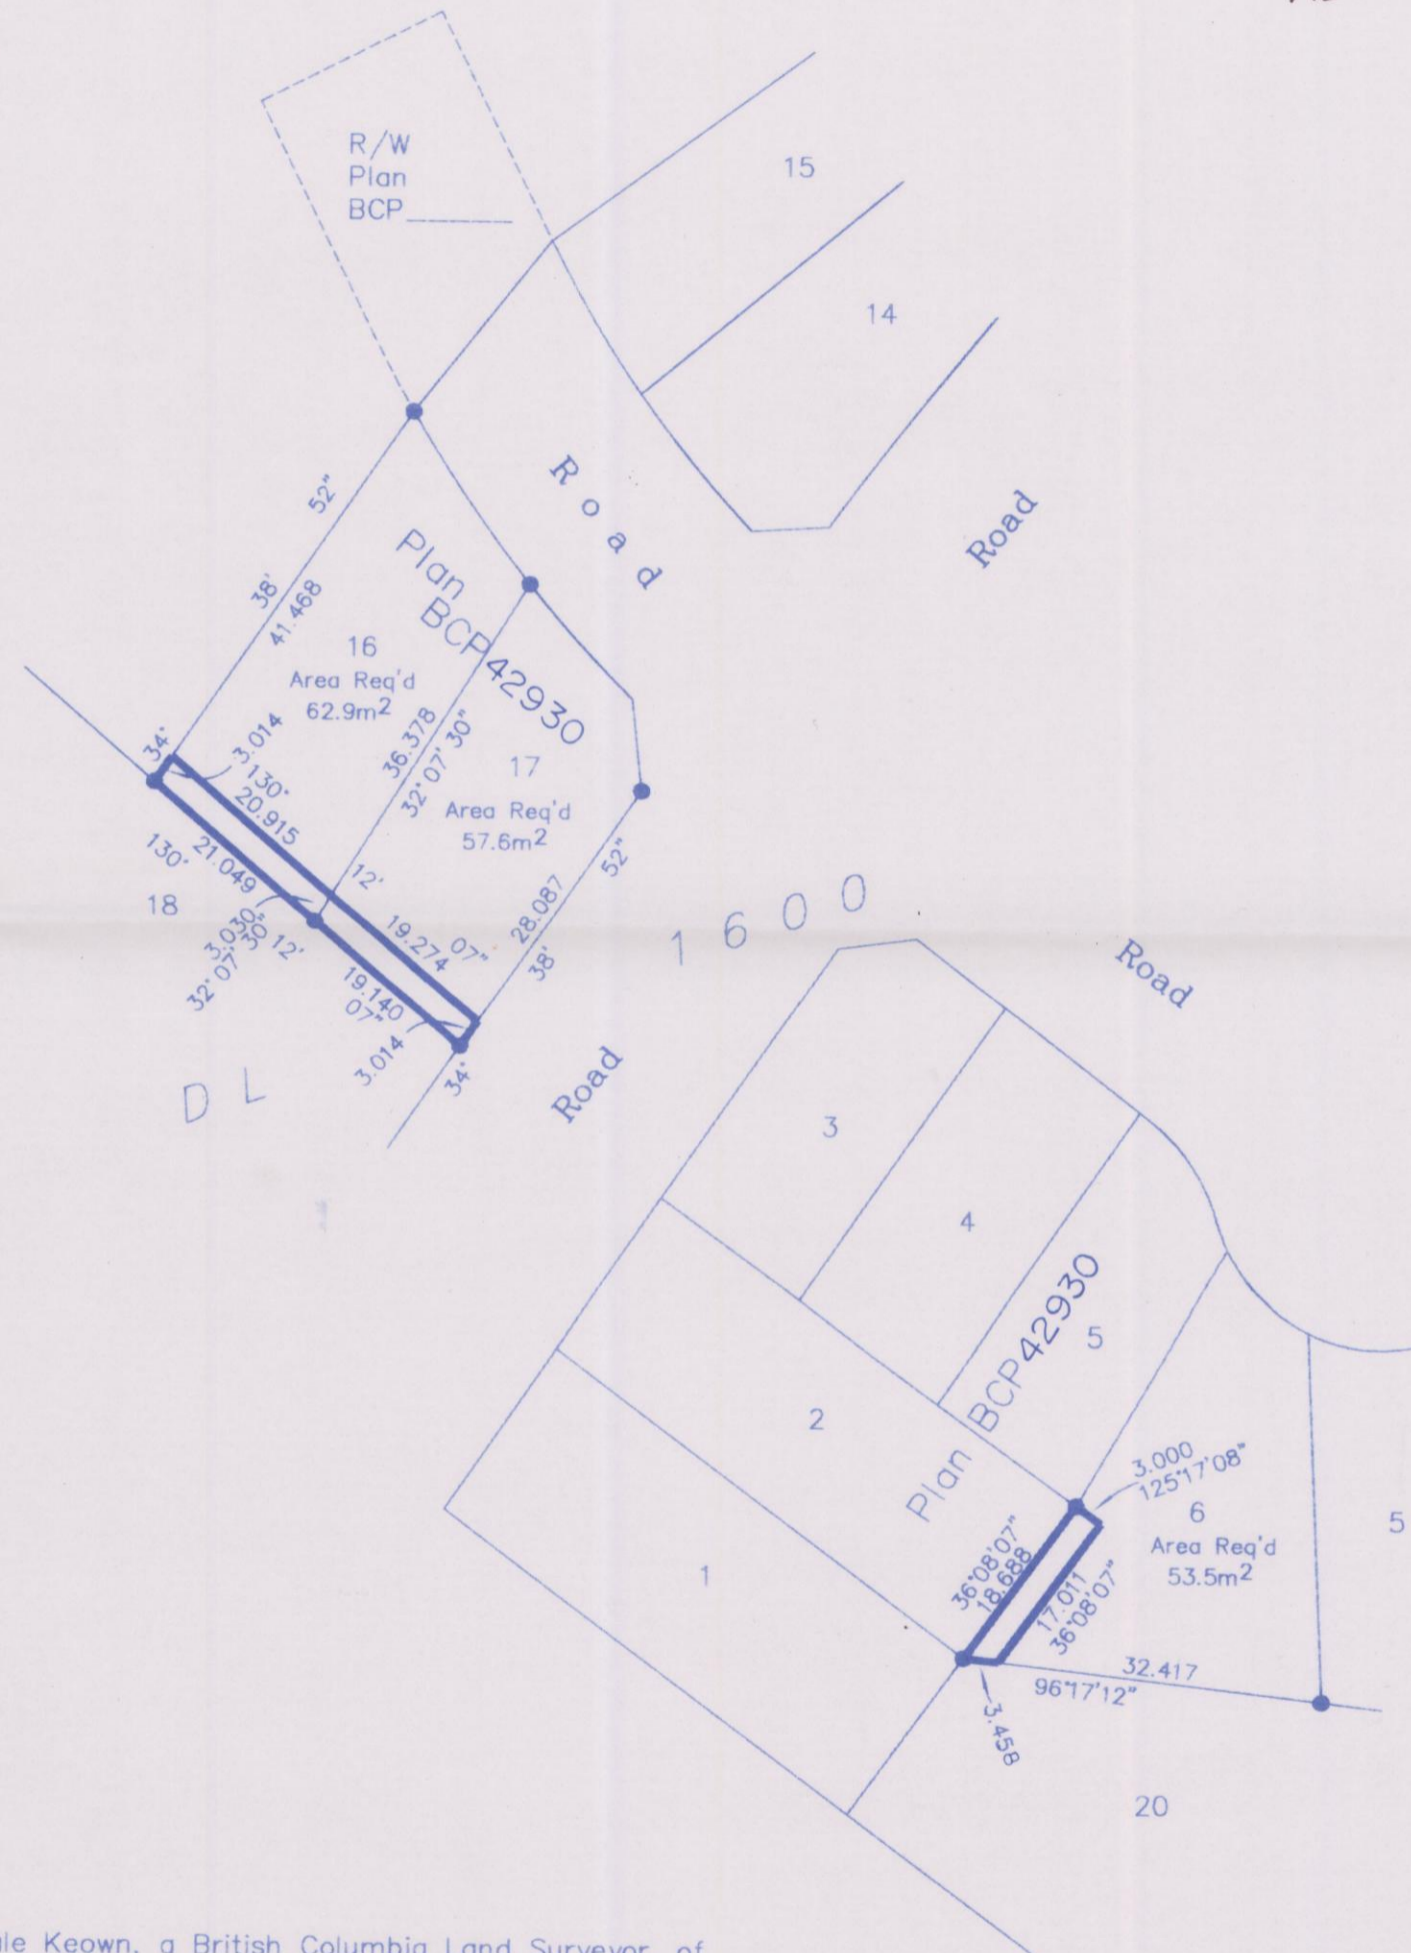 R/W
Plan
BCP
15
14
Road
Road
52"
38'
41.468
Plan
BCP42930
16
Area Req'd
62.9m2
36.378
32°07'30"
17
Area Req'd
57.6m2
34°
3.014
130°
20.915
12'
19.274
07"
130°
21.049
18
3.030
32°07'30"
12'
19.140
07"
3.014
34°
28.087
52"
38'
D L
1600
Road
Road
3
4
5
2
1
Plan BCP42930
3.000
125°17'08"
6
Area Req'd
53.5m2
5
36°08'07"
18.688
17.011
36°08'07"
32.417
96°17'12"
3.458
20
le Keown, a British Columbia Land Surveyor, of